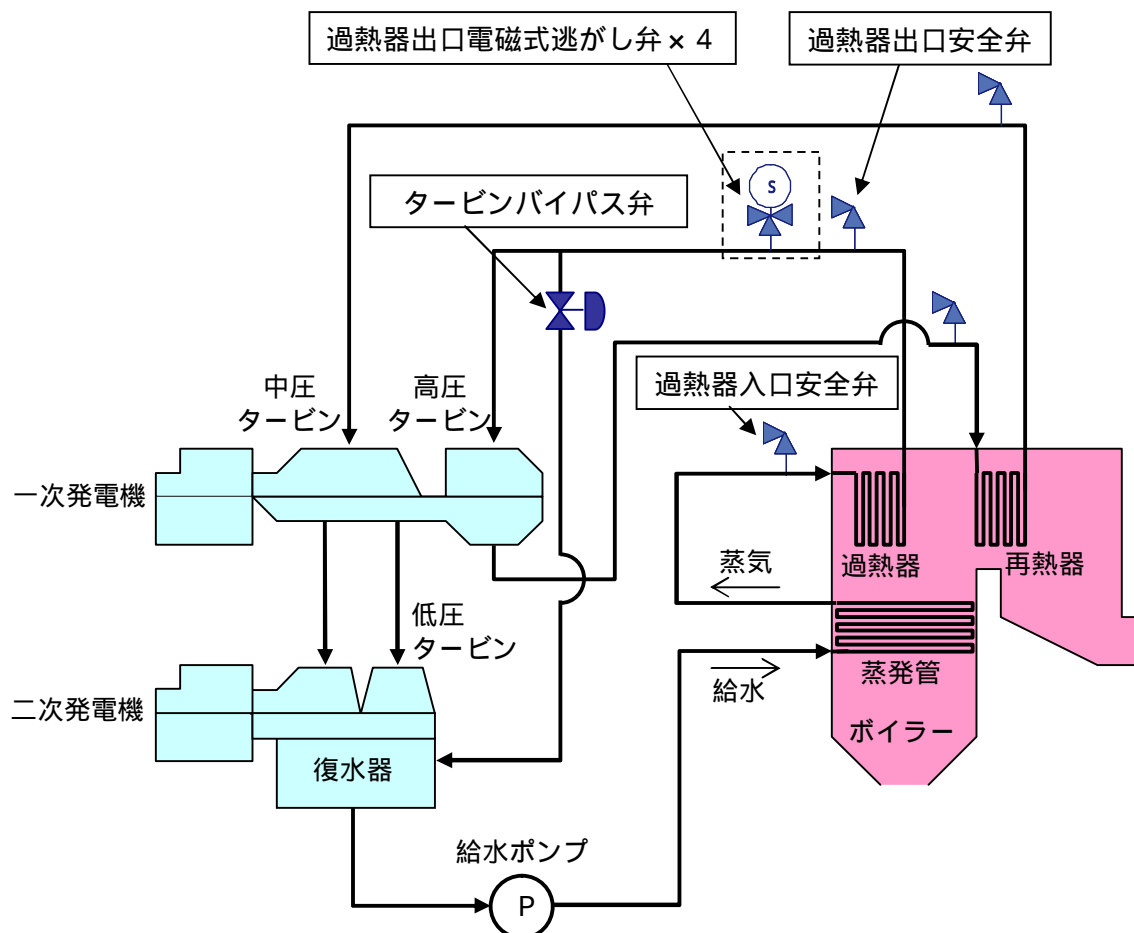 過熱器出口電磁式逃がし弁×4
過熱器出口安全弁
S
タービンバイパス弁
過熱器入口安全弁
中圧
タービン
高圧
タービン
一次発電機
過熱器
再熱器
蒸気
低圧
タービン
給水
蒸発管
二次発電機
ボイラー
復水器
給水ポンプ
P